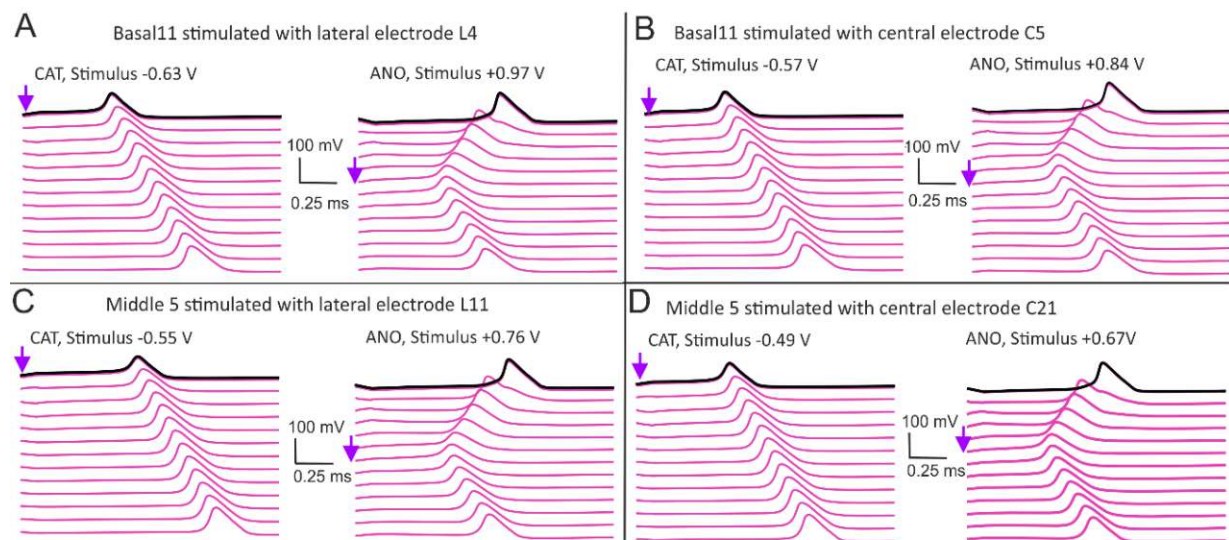 A
Basal11 stimulated with lateral electrode L4
CAT, Stimulus -0.63 V
ANO, Stimulus +0.97 V
100 mV
0.25 ms
B
Basal11 stimulated with central electrode C5
CAT, Stimulus -0.57 V
ANO, Stimulus +0.84 V
100 mV
0.25 ms
C
Middle 5 stimulated with lateral electrode L11
CAT, Stimulus -0.55 V
ANO, Stimulus +0.76 V
100 mV
0.25 ms
D
Middle 5 stimulated with central electrode C21
CAT, Stimulus -0.49 V
ANO, Stimulus +0.67V
100 mV
0.25 ms